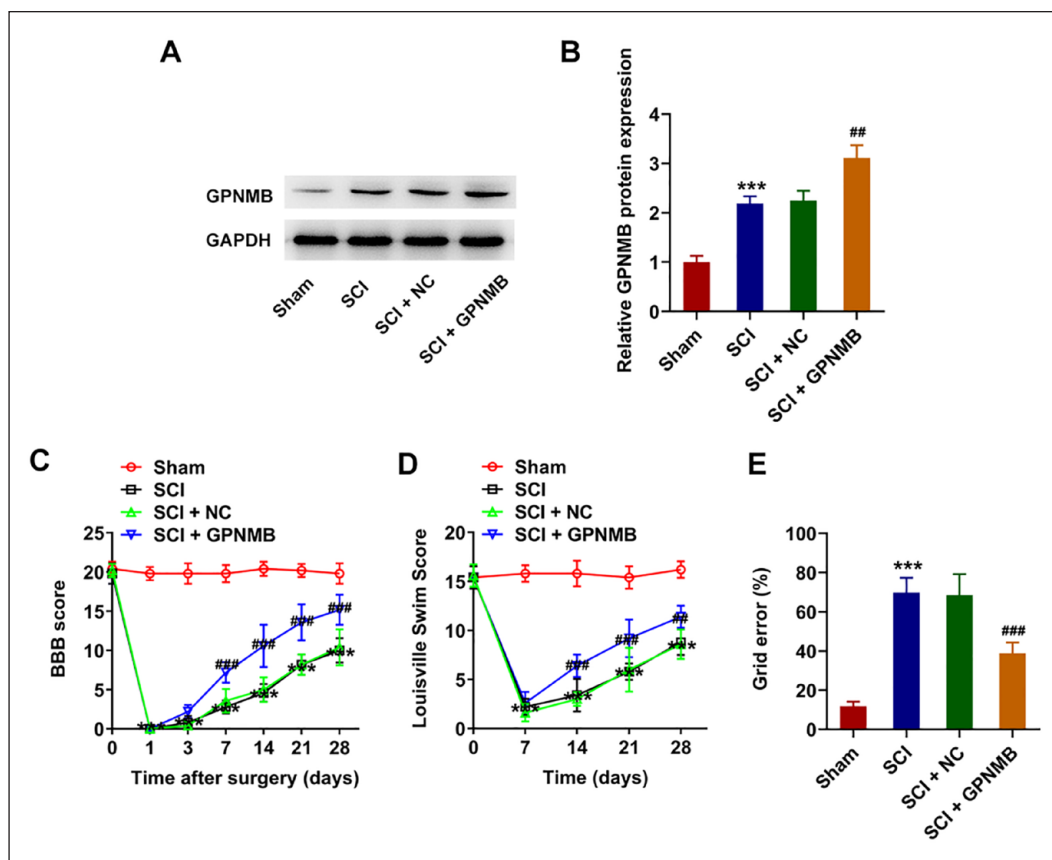 A
GPNMB
GAPDH
Sham
SCI
SCI + NC
SCI + GPNMB
B
Relative GPNMB protein expression
4
3
2
1
0
***
##
Sham
SCI
SCI + NC
SCI + GPNMB
C
Sham
SCI
SCI + NC
SCI + GPNMB
BBB score
25
20
15
10
5
0
***
***
***
***
***
***
###
###
###
###
0 1 3 7 14 21 28
Time after surgery (days)
D
Sham
SCI
SCI + NC
SCI + GPNMB
Louisville Swim Score
20
15
10
5
0
***
***
***
***
##
###
##
0 7 14 21 28
Time (days)
E
Grid error (%)
100
80
60
40
20
0
***
###
Sham
SCI
SCI + NC
SCI + GPNMB